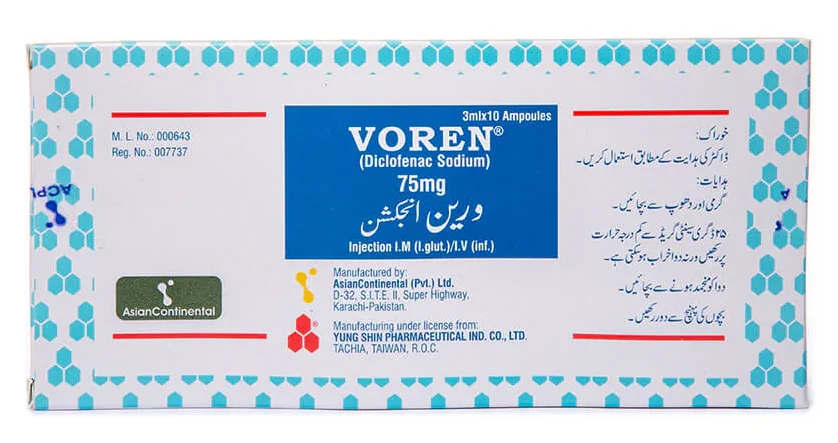 M. L. No.: 000643
Reg. No.: 007737
ACPL
AsianContinental
3mlx10 Ampoules
VOREN®
(Diclofenac Sodium)
75mg
ورین انجکشن
Injection I.M (I.glut.)/I.V (inf.)
Manufactured by:
AsianContinental (Pvt.) Ltd.
D-32, S.I.T.E. II, Super Highway,
Karachi-Pakistan.
Manufacturing under license from:
YUNG SHIN PHARMACEUTICAL IND. CO., LTD.
TACHIA, TAIWAN, R.O.C.
خوراک:
ڈاکٹر کی ہدایت کے مطابق استعمال کریں۔
ہدایات:
گرمی اور دھوپ سے بچائیں۔
۲۵ ڈگری سینٹی گریڈ سے کم درجہ حرارت
پر رکھیں ورنہ دوا خراب ہو سکتی ہے۔
دوا کو منجمد ہونے سے بچائیں۔
بچوں کی پہنچ سے دور رکھیں۔
A